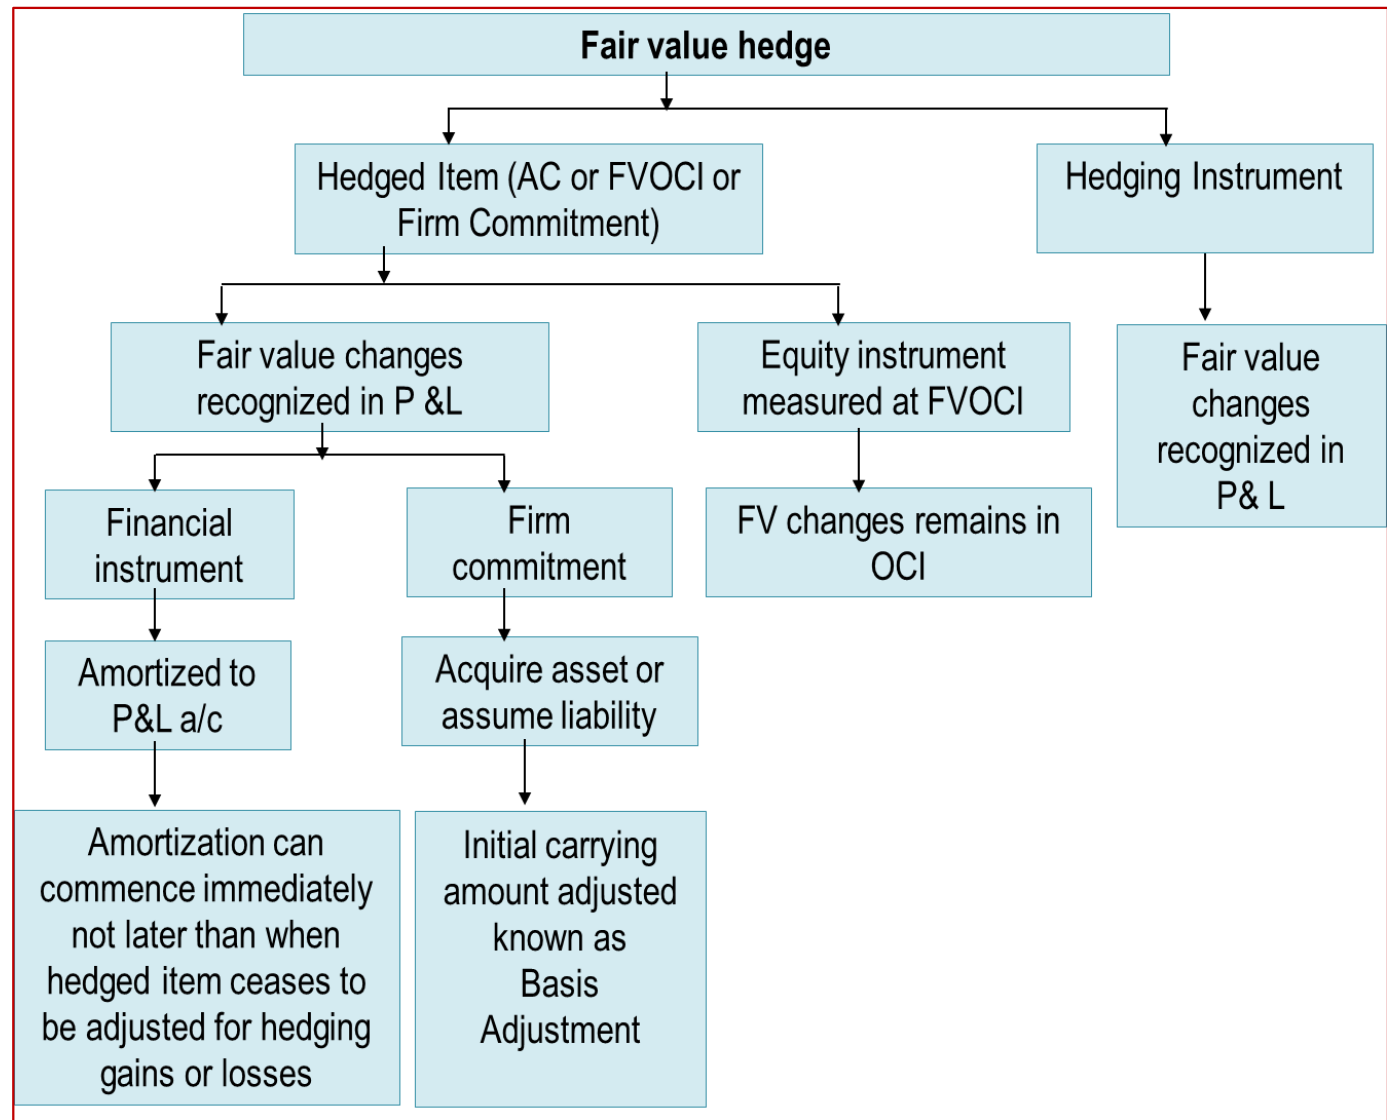 Fair value hedge
Hedged Item (AC or FVOCI or
Firm Commitment)
Hedging Instrument
Fair value changes
recognized in P &L
Equity instrument
measured at FVOCI
Fair value
changes
recognized in
P& L
Financial
instrument
Firm
commitment
FV changes remains in
OCI
Amortized to
P&L a/c
Acquire asset or
assume liability
Amortization can
commence immediately
not later than when
hedged item ceases to
be adjusted for hedging
gains or losses
Initial carrying
amount adjusted
known as
Basis
Adjustment